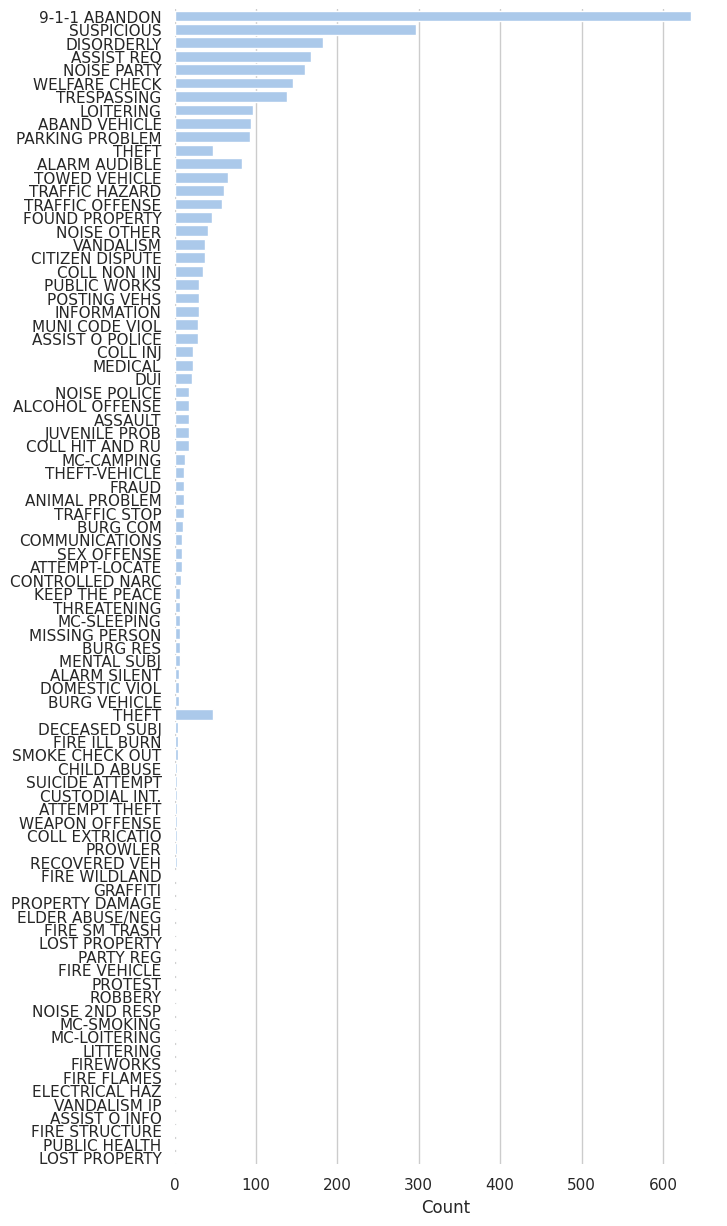 9-1-1 ABANDON
SUSPICIOUS
DISORDERLY
ASSIST REQ
NOISE PARTY
WELFARE CHECK
TRESPASSING
LOITERING
ABAND VEHICLE
PARKING PROBLEM
THEFT
ALARM AUDIBLE
TOWED VEHICLE
TRAFFIC HAZARD
TRAFFIC OFFENSE
FOUND PROPERTY
NOISE OTHER
VANDALISM
CITIZEN DISPUTE
COLL NON INJ
PUBLIC WORKS
POSTING VEHS
INFORMATION
MUNI CODE VIOL
ASSIST O POLICE
COLL INJ
MEDICAL
DUI
NOISE POLICE
ALCOHOL OFFENSE
ASSAULT
JUVENILE PROB
COLL HIT AND RU
MC-CAMPING
THEFT-VEHICLE
FRAUD
ANIMAL PROBLEM
TRAFFIC STOP
BURG COM
COMMUNICATIONS
SEX OFFENSE
ATTEMPT-LOCATE
CONTROLLED NARC
KEEP THE PEACE
THREATENING
MC-SLEEPING
MISSING PERSON
BURG RES
MENTAL SUBJ
ALARM SILENT
DOMESTIC VIOL
BURG VEHICLE
THEFT
DECEASED SUBJ
FIRE ILL BURN
SMOKE CHECK OUT
CHILD ABUSE
SUICIDE ATTEMPT
CUSTODIAL INT.
ATTEMPT THEFT
WEAPON OFFENSE
COLL EXTRICATIO
PROWLER
RECOVERED VEH
FIRE WILDLAND
GRAFFITI
PROPERTY DAMAGE
ELDER ABUSE/NEG
FIRE SM TRASH
LOST PROPERTY
PARTY REG
FIRE VEHICLE
PROTEST
ROBBERY
NOISE 2ND RESP
MC-SMOKING
MC-LOITERING
LITTERING
FIREWORKS
FIRE FLAMES
ELECTRICAL HAZ
VANDALISM IP
ASSIST O INFO
FIRE STRUCTURE
PUBLIC HEALTH
LOST PROPERTY
0 100 200 300 400 500 600
Count